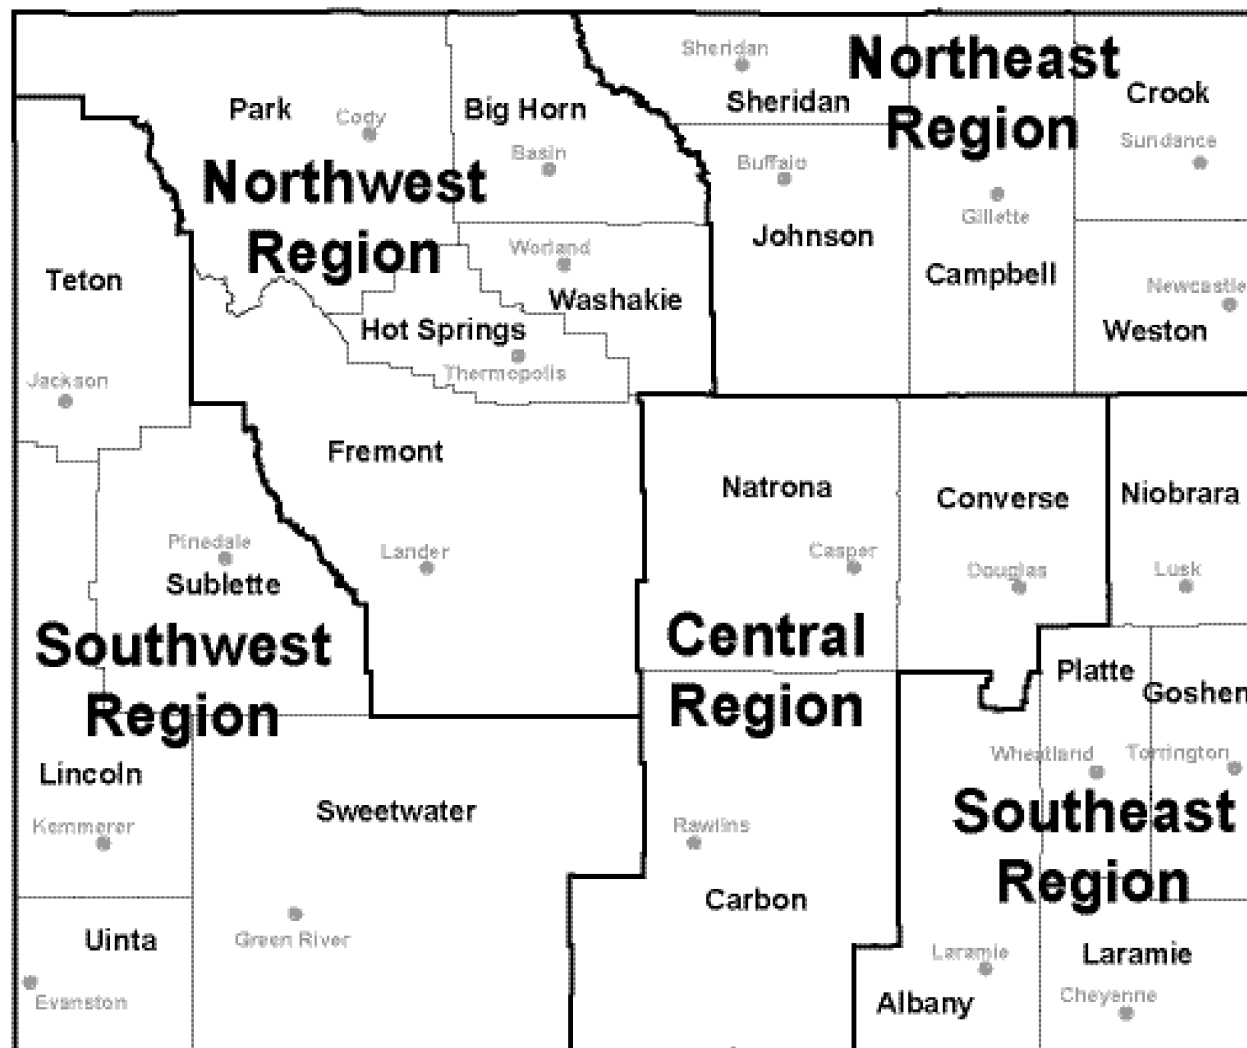 Sheridan
Northeast
Region
Park
Cody
Big Horn
Sheridan
Crook
Sundance
Basin
Buffalo
Northwest
Region
Gillette
Johnson
Worland
Teton
Campbell
Newcastle
Washakie
Hot Springs
Weston
Thermopolis
Jackson
Fremont
Natrona
Converse
Niobrara
Pinedale
Lander
Casper
Douglas
Lusk
Sublette
Southwest
Region
Central
Region
Platte
Goshen
Wheatland
Torrington
Lincoln
Sweetwater
Southeast
Region
Kemmerer
Rawlins
Carbon
Uinta
Green River
Laramie
Laramie
Evanston
Albany
Cheyenne